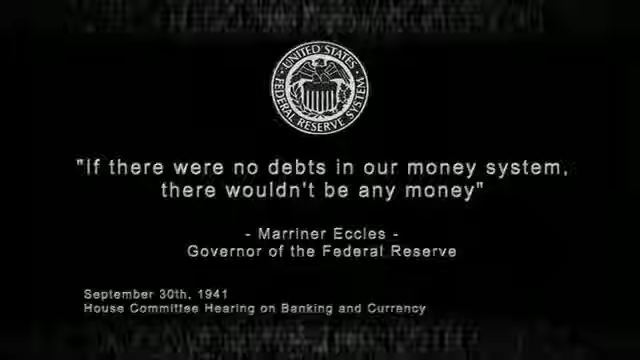 UNITED STATES
FEDERAL RESERVE SYSTEM
"If there were no debts in our money system,
there wouldn't be any money"
- Marriner Eccles -
Governor of the Federal Reserve
September 30th, 1941
House Committee Hearing on Banking and Currency